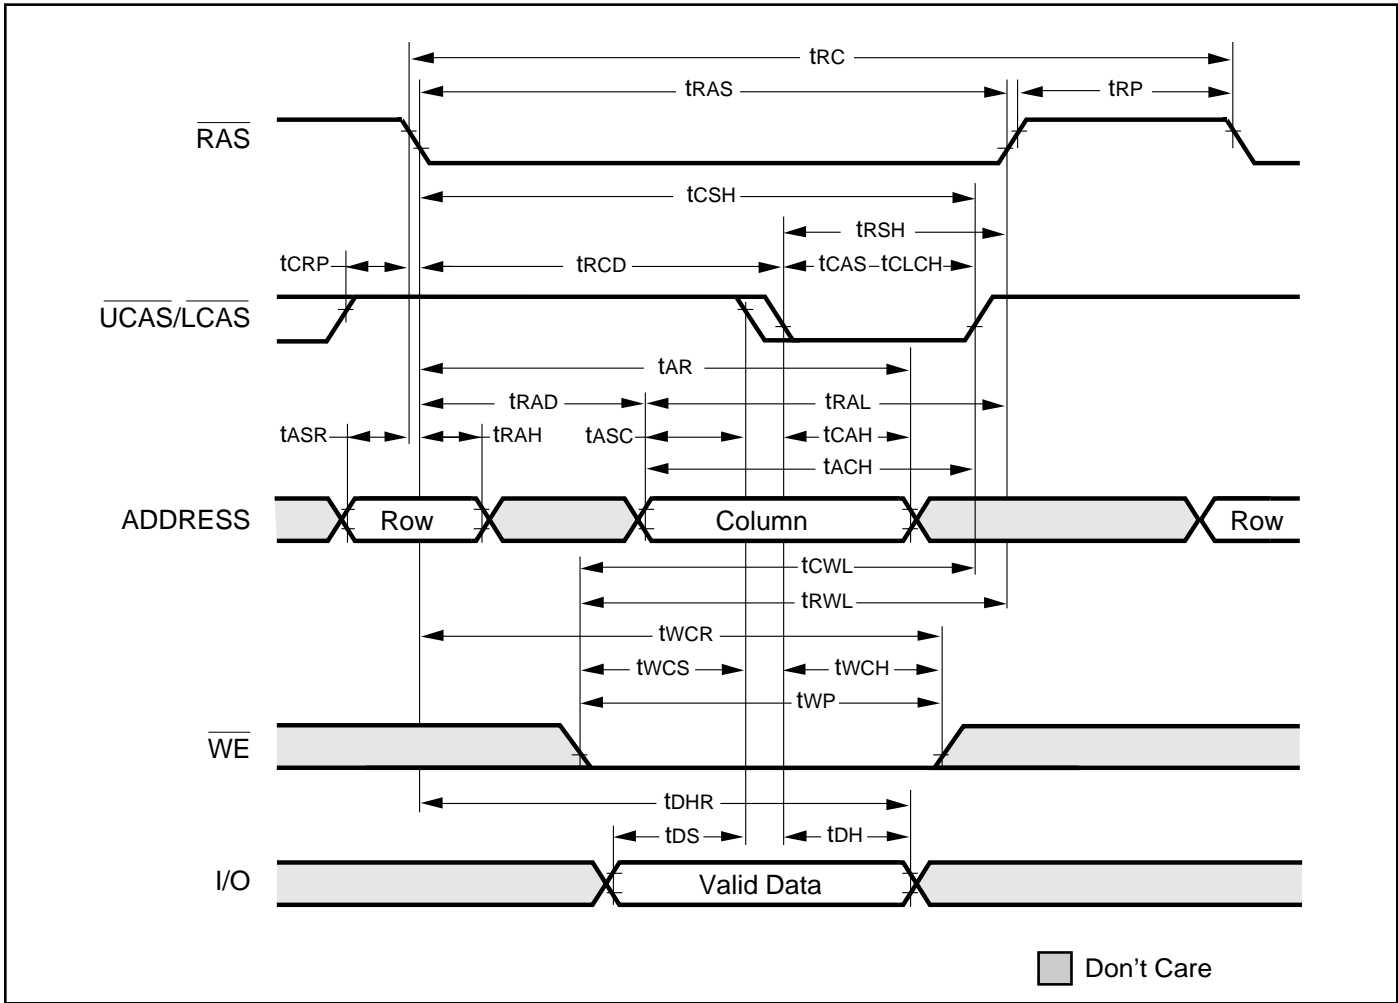 tRC
tRAS
tRP
RAS
tCSH
tRSH
tCRP
tRCD
tCAS
tCLCH
UCAS/LCAS
tAR
tRAD
tRAL
tASR
tRAH
tASC
tCAH
tACH
ADDRESS
Row
Column
Row
tCWL
tRWL
tWCR
tWCS
tWCH
tWP
WE
tDHR
tDS
tDH
I/O
Valid Data
Don't Care